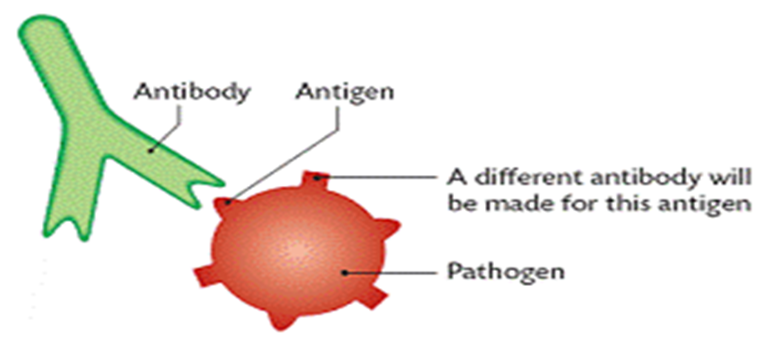 Antibody
Antigen
A different antibody will
be made for this antigen
Pathogen